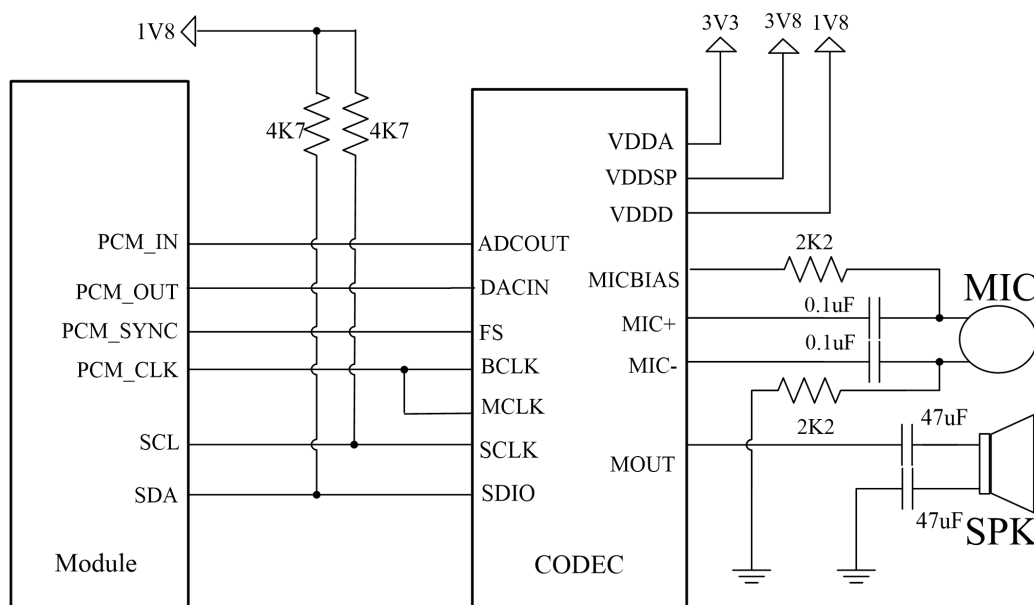 1V8
3V3
3V8
1V8
4K7
4K7
VDDA
VDDSP
VDDD
PCM_IN
ADCOUT
2K2
MICBIAS
MIC
PCM_OUT
DACIN
0.1uF
PCM_SYNC
FS
MIC+
0.1uF
PCM_CLK
BCLK
MIC-
MCLK
2K2
47uF
SCL
SCLK
MOUT
SDA
SDIO
47uF
SPK
Module
CODEC